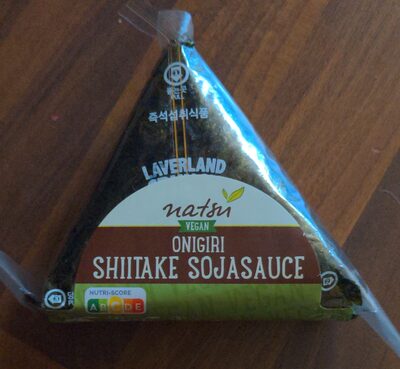 즉석섭취식품
LAVERLAND
natsu
VEGAN
ONIGIRI
SHIITAKE SOJASAUCE
NUTRI-SCORE
A B C D E